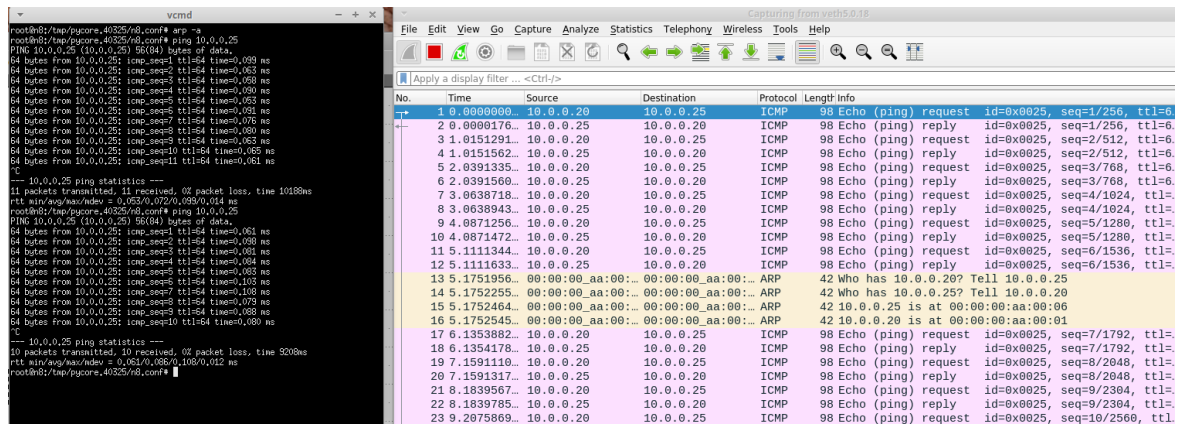 vcmd
root@n8:/tmp/pycore.40325/n8.conf# arp -a
root@n8:/tmp/pycore.40325/n8.conf# ping 10.0.0.25
PING 10.0.0.25 (10.0.0.25) 56(84) bytes of data.
64 bytes from 10.0.0.25: icmp_seq=1 ttl=64 time=0.099 ms
64 bytes from 10.0.0.25: icmp_seq=2 ttl=64 time=0.063 ms
64 bytes from 10.0.0.25: icmp_seq=3 ttl=64 time=0.058 ms
64 bytes from 10.0.0.25: icmp_seq=4 ttl=64 time=0.090 ms
64 bytes from 10.0.0.25: icmp_seq=5 ttl=64 time=0.053 ms
64 bytes from 10.0.0.25: icmp_seq=6 ttl=64 time=0.091 ms
64 bytes from 10.0.0.25: icmp_seq=7 ttl=64 time=0.076 ms
64 bytes from 10.0.0.25: icmp_seq=8 ttl=64 time=0.080 ms
64 bytes from 10.0.0.25: icmp_seq=9 ttl=64 time=0.063 ms
64 bytes from 10.0.0.25: icmp_seq=10 ttl=64 time=0.065 ms
64 bytes from 10.0.0.25: icmp_seq=11 ttl=64 time=0.061 ms
^C
--- 10.0.0.25 ping statistics ---
11 packets transmitted, 11 received, 0% packet loss, time 10188ms
rtt min/avg/max/mdev = 0.053/0.072/0.099/0.014 ms
root@n8:/tmp/pycore.40325/n8.conf# ping 10.0.0.25
PING 10.0.0.25 (10.0.0.25) 56(84) bytes of data.
64 bytes from 10.0.0.25: icmp_seq=1 ttl=64 time=0.061 ms
64 bytes from 10.0.0.25: icmp_seq=2 ttl=64 time=0.098 ms
64 bytes from 10.0.0.25: icmp_seq=3 ttl=64 time=0.081 ms
64 bytes from 10.0.0.25: icmp_seq=4 ttl=64 time=0.084 ms
64 bytes from 10.0.0.25: icmp_seq=5 ttl=64 time=0.083 ms
64 bytes from 10.0.0.25: icmp_seq=6 ttl=64 time=0.103 ms
64 bytes from 10.0.0.25: icmp_seq=7 ttl=64 time=0.108 ms
64 bytes from 10.0.0.25: icmp_seq=8 ttl=64 time=0.079 ms
64 bytes from 10.0.0.25: icmp_seq=9 ttl=64 time=0.088 ms
64 bytes from 10.0.0.25: icmp_seq=10 ttl=64 time=0.080 ms
^C
--- 10.0.0.25 ping statistics ---
10 packets transmitted, 10 received, 0% packet loss, time 9208ms
rtt min/avg/max/mdev = 0.061/0.086/0.108/0.012 ms
root@n8:/tmp/pycore.40325/n8.conf#
Capturing from veth5.0.18
File Edit View Go Capture Analyze Statistics Telephony Wireless Tools Help
Apply a display filter ... <Ctrl-/>
No. Time Source Destination Protocol Length Info
1 0.0000000… 10.0.0.20 10.0.0.25 ICMP 98 Echo (ping) request id=0x0025, seq=1/256, ttl=6…
2 0.0000176… 10.0.0.25 10.0.0.20 ICMP 98 Echo (ping) reply id=0x0025, seq=1/256, ttl=6…
3 1.0151291… 10.0.0.20 10.0.0.25 ICMP 98 Echo (ping) request id=0x0025, seq=2/512, ttl=6…
4 1.0151562… 10.0.0.25 10.0.0.20 ICMP 98 Echo (ping) reply id=0x0025, seq=2/512, ttl=6…
5 2.0391335… 10.0.0.20 10.0.0.25 ICMP 98 Echo (ping) request id=0x0025, seq=3/768, ttl=6…
6 2.0391560… 10.0.0.25 10.0.0.20 ICMP 98 Echo (ping) reply id=0x0025, seq=3/768, ttl=6…
7 3.0638718… 10.0.0.20 10.0.0.25 ICMP 98 Echo (ping) request id=0x0025, seq=4/1024, ttl=…
8 3.0638943… 10.0.0.25 10.0.0.20 ICMP 98 Echo (ping) reply id=0x0025, seq=4/1024, ttl=…
9 4.0871256… 10.0.0.20 10.0.0.25 ICMP 98 Echo (ping) request id=0x0025, seq=5/1280, ttl=…
10 4.0871472… 10.0.0.25 10.0.0.20 ICMP 98 Echo (ping) reply id=0x0025, seq=5/1280, ttl=…
11 5.1111344… 10.0.0.20 10.0.0.25 ICMP 98 Echo (ping) request id=0x0025, seq=6/1536, ttl=…
12 5.1111633… 10.0.0.25 10.0.0.20 ICMP 98 Echo (ping) reply id=0x0025, seq=6/1536, ttl=…
13 5.1751956… 00:00:00_aa:00:… 00:00:00_aa:00:… ARP 42 Who has 10.0.0.20? Tell 10.0.0.25
14 5.1752255… 00:00:00_aa:00:… 00:00:00_aa:00:… ARP 42 Who has 10.0.0.25? Tell 10.0.0.20
15 5.1752464… 00:00:00_aa:00:… 00:00:00_aa:00:… ARP 42 10.0.0.25 is at 00:00:00:aa:00:06
16 5.1752545… 00:00:00_aa:00:… 00:00:00_aa:00:… ARP 42 10.0.0.20 is at 00:00:00:aa:00:01
17 6.1353882… 10.0.0.20 10.0.0.25 ICMP 98 Echo (ping) request id=0x0025, seq=7/1792, ttl=…
18 6.1354178… 10.0.0.25 10.0.0.20 ICMP 98 Echo (ping) reply id=0x0025, seq=7/1792, ttl=…
19 7.1591110… 10.0.0.20 10.0.0.25 ICMP 98 Echo (ping) request id=0x0025, seq=8/2048, ttl=…
20 7.1591317… 10.0.0.25 10.0.0.20 ICMP 98 Echo (ping) reply id=0x0025, seq=8/2048, ttl=…
21 8.1839567… 10.0.0.20 10.0.0.25 ICMP 98 Echo (ping) request id=0x0025, seq=9/2304, ttl=…
22 8.1839785… 10.0.0.25 10.0.0.20 ICMP 98 Echo (ping) reply id=0x0025, seq=9/2304, ttl=…
23 9.2075869… 10.0.0.20 10.0.0.25 ICMP 98 Echo (ping) request id=0x0025, seq=10/2560, ttl…